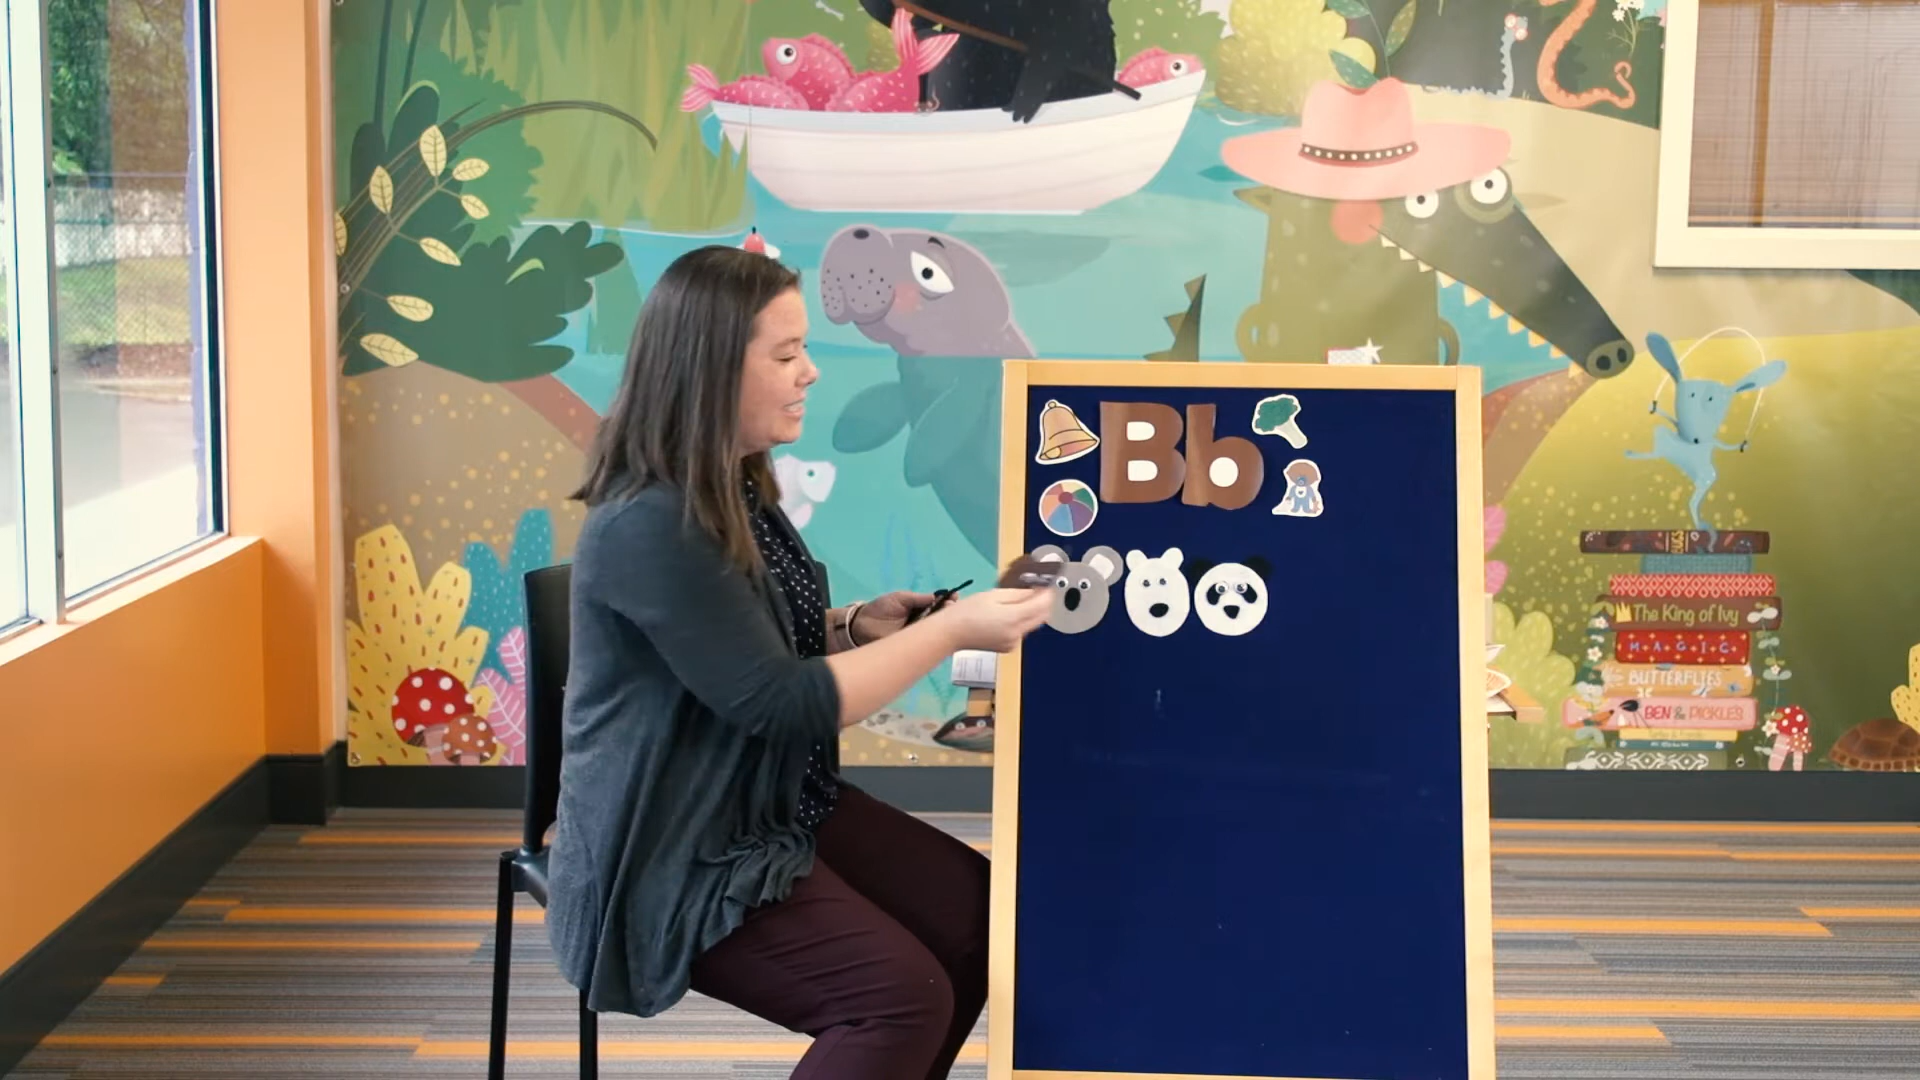 Bb
The King of Ivy
MAGIC
BUTTERFLIES
BEN & PICKLES